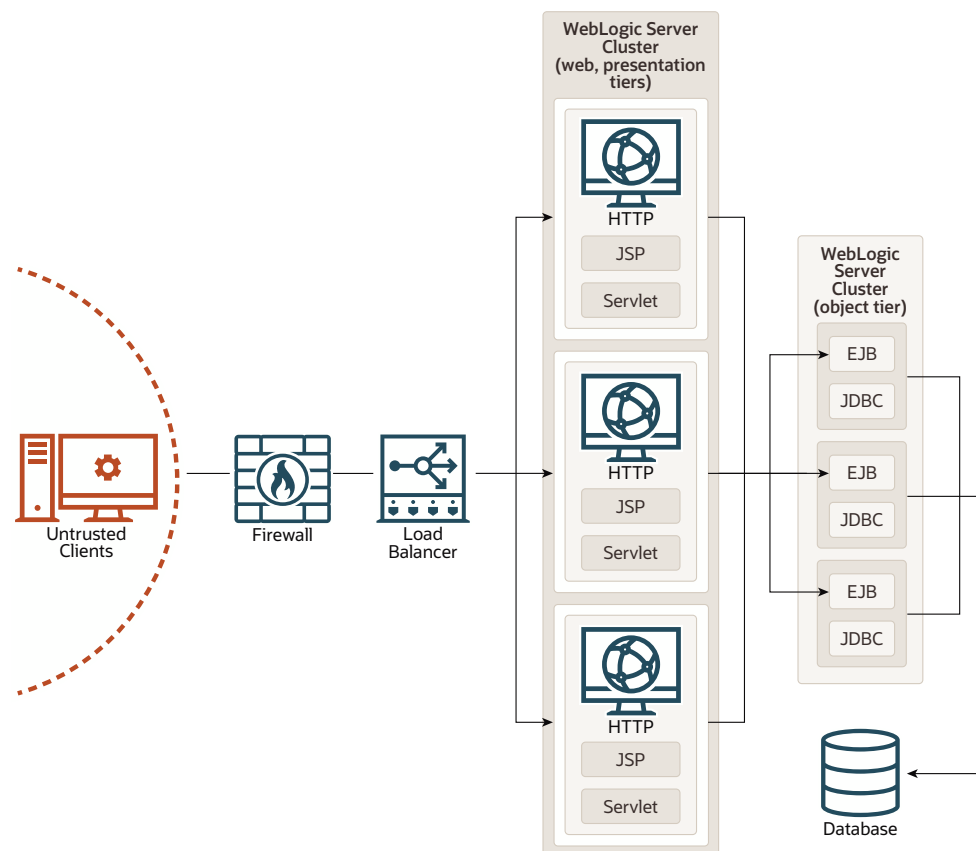 WebLogic Server
Cluster
(web, presentation
tiers)
HTTP
JSP
Servlet
HTTP
JSP
Servlet
HTTP
JSP
Servlet
WebLogic
Server
Cluster
(object tier)
EJB
JDBC
EJB
JDBC
EJB
JDBC
Untrusted
Clients
Firewall
Load
Balancer
Database